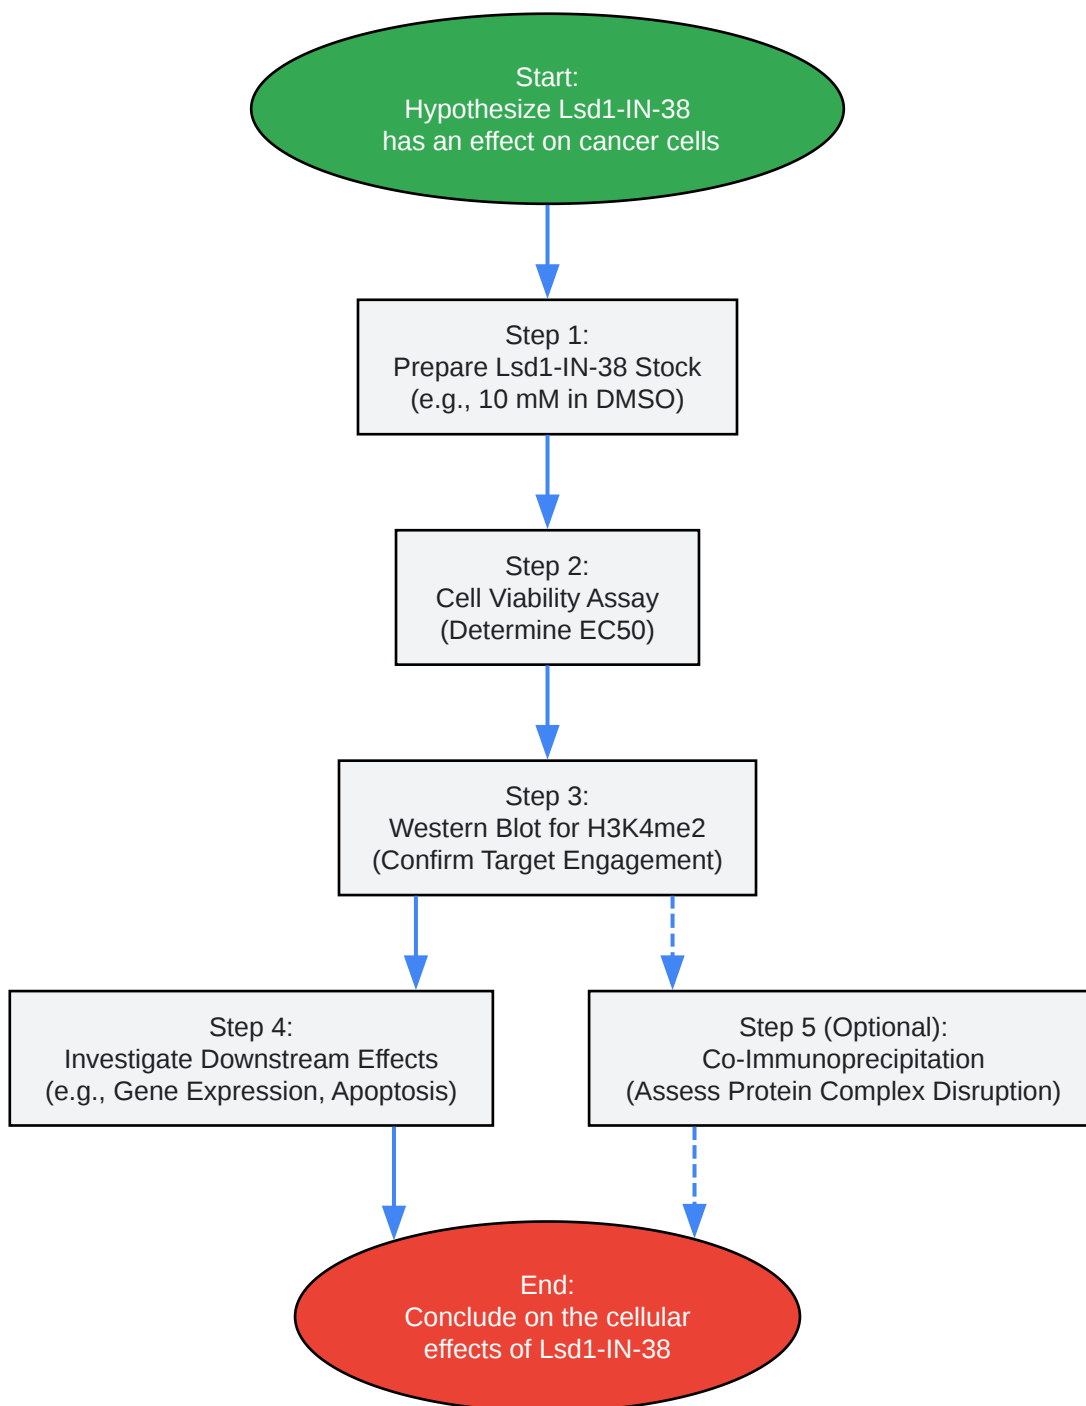 Start:
Hypothesize Lsd1-IN-38
has an effect on cancer cells
Step 1:
Prepare Lsd1-IN-38 Stock
(e.g., 10 mM in DMSO)
Step 2:
Cell Viability Assay
(Determine EC50)
Step 3:
Western Blot for H3K4me2
(Confirm Target Engagement)
Step 4:
Investigate Downstream Effects
(e.g., Gene Expression, Apoptosis)
Step 5 (Optional):
Co-Immunoprecipitation
(Assess Protein Complex Disruption)
End:
Conclude on the cellular
effects of Lsd1-IN-38